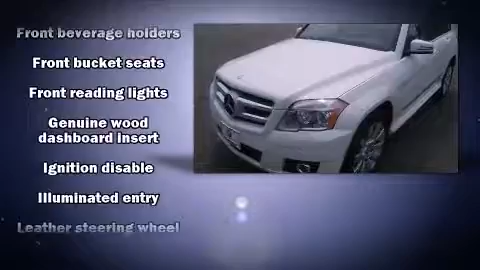 Front beverage holders
Front bucket seats
Front reading lights
Genuine wood
dashboard insert
Ignition disable
Illuminated entry
Leather steering wheel